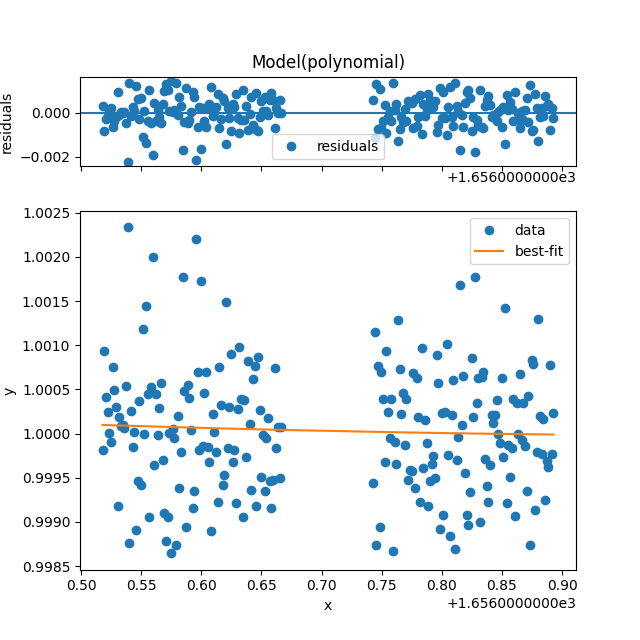 Model(polynomial)
0.000
−0.002
residuals
residuals
+1.6560000000e3
1.0025
1.0020
1.0015
1.0010
1.0005
1.0000
0.9995
0.9990
0.9985
y
data
best-fit
0.50 0.55 0.60 0.65 0.70 0.75 0.80 0.85 0.90
x
+1.6560000000e3